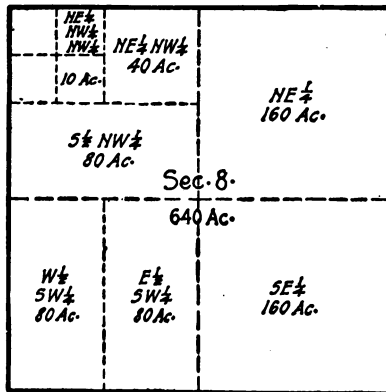 NE¼
NW¼
NW¼
10 Ac.
NE¼ NW¼
40 Ac.
NE ¼
160 Ac.
S½ NW¼
80 Ac.
Sec. 8.
640 Ac.
W½
SW¼
80 Ac.
E½
SW¼
80 Ac.
SE¼
160 Ac.